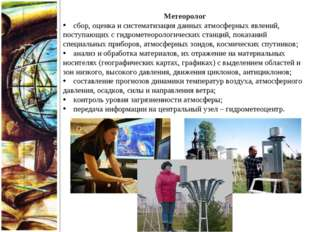 Метеоролог
• сбор, оценка и систематизация данных атмосферных явлений,
поступающих с гидрометеорологических станций, показаний
специальных приборов, атмосферных зондов, космических спутников;
• анализ и обработка материалов, их отражение на материальных
носителях (географических картах, графиках) с выделением областей и
зон низкого, высокого давления, движения циклонов, антициклонов;
• составление прогнозов динамики температур воздуха, атмосферного
давления, осадков, силы и направления ветра;
• контроль уровня загрязненности атмосферы;
• передача информации на центральный узел – гидрометеоцентр.